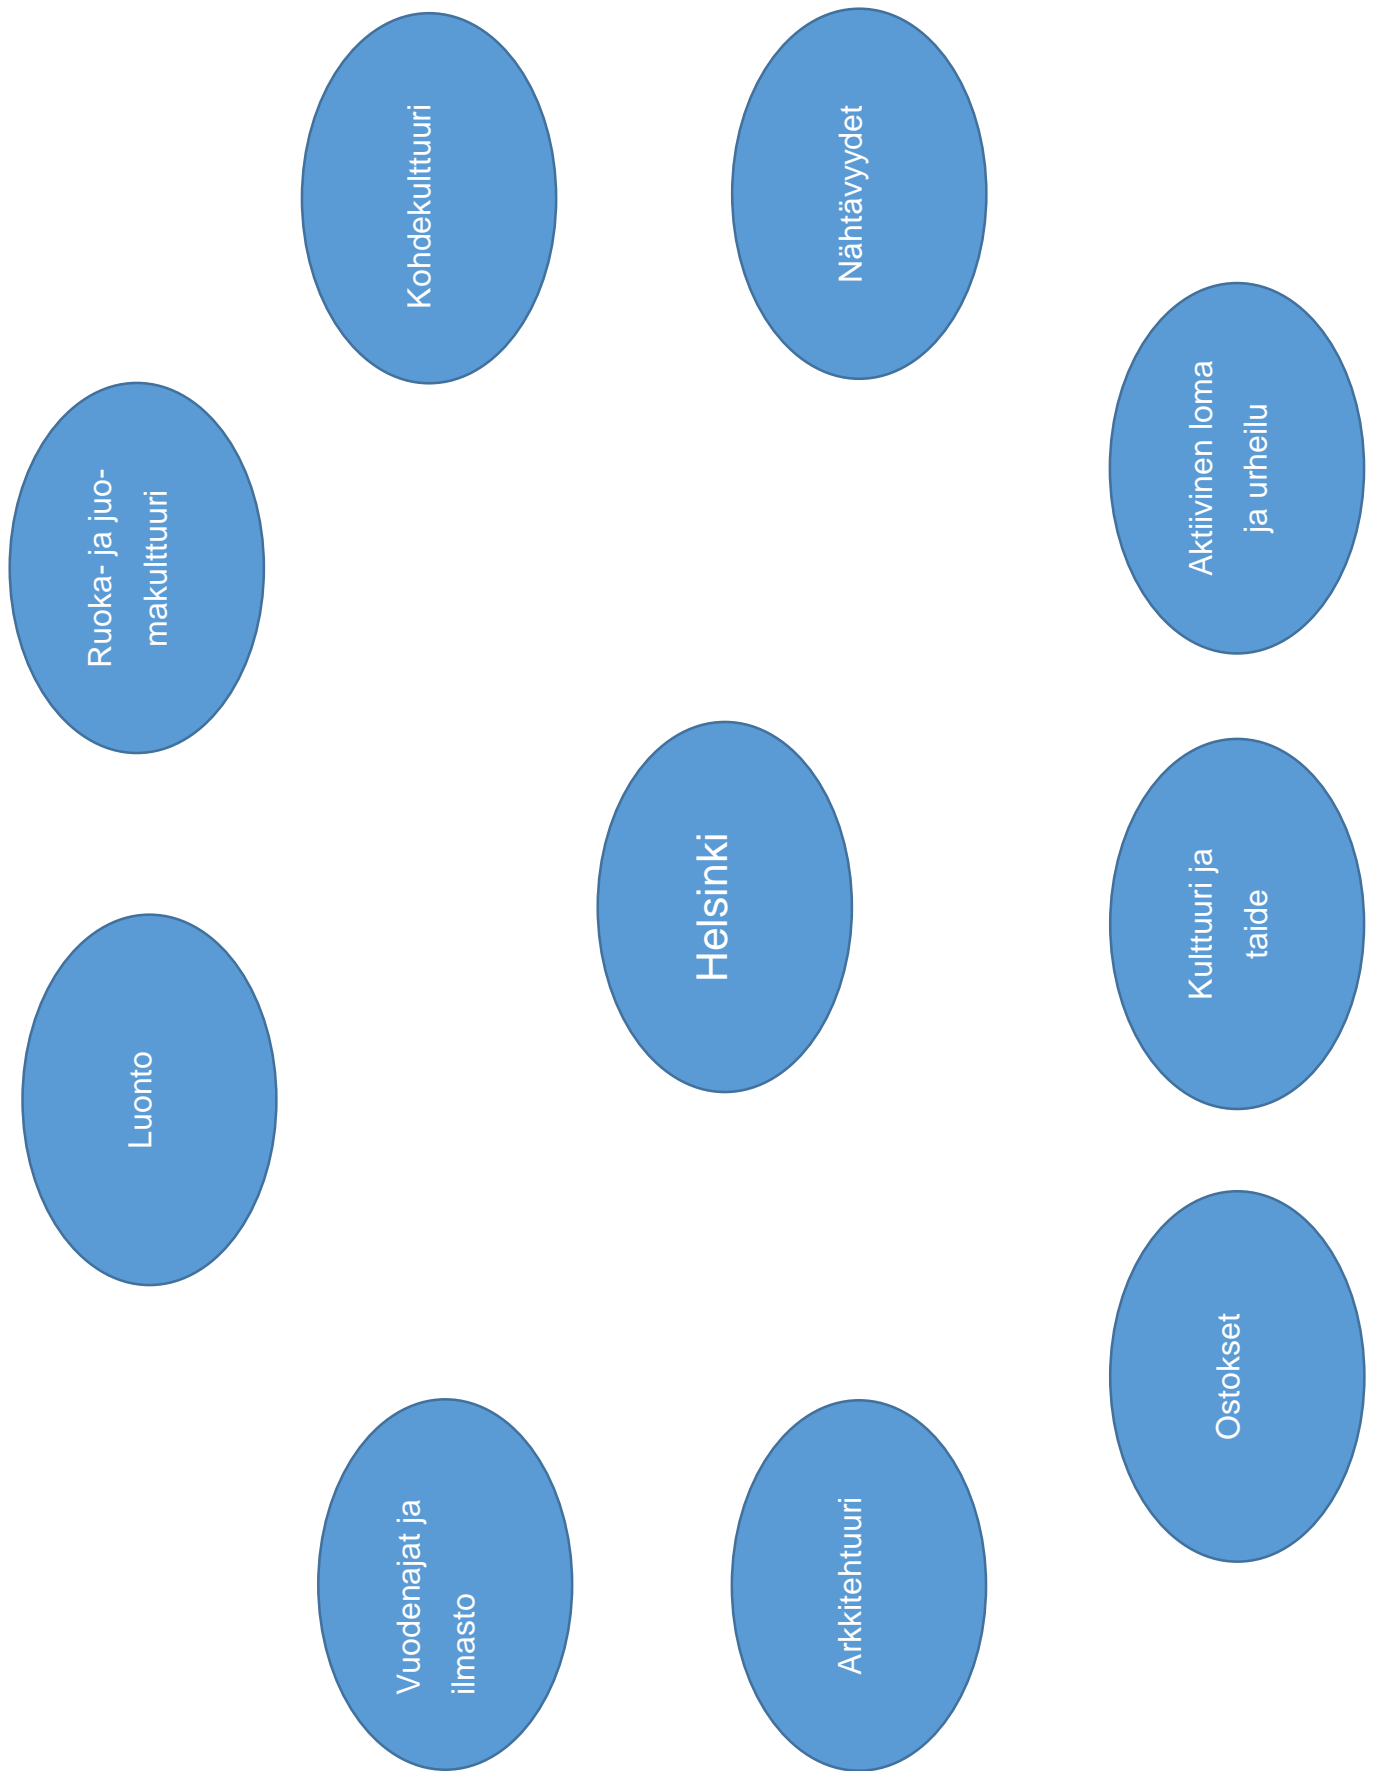 Ruoka- ja juo-
makulttuuri
Luonto
Kohdekulttuuri
Vuodenajat ja
ilmasto
Helsinki
Nähtävyydet
Arkkitehtuuri
Aktiivinen loma
ja urheilu
Kulttuuri ja
taide
Ostokset